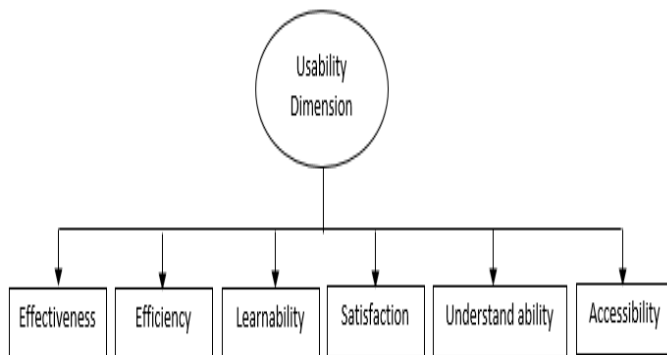 Usability
Dimension
Effectiveness
Efficiency
Learnability
Satisfaction
Understand ability
Accessibility